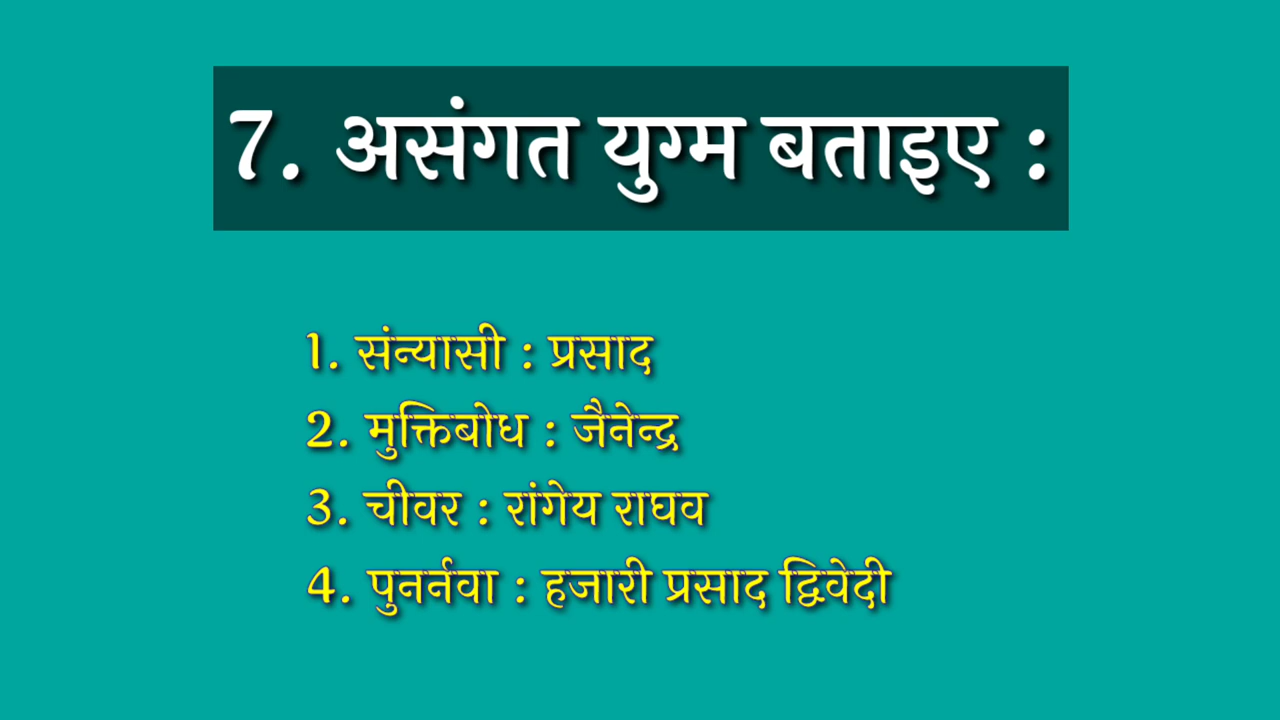 7. असंगत युग्म बताइए :
1. संन्यासी : प्रसाद
2. मुक्तिबोध : जैनेन्द्र
3. चीवर : रांगेय राघव
4. पुनर्नवा : हजारी प्रसाद द्विवेदी